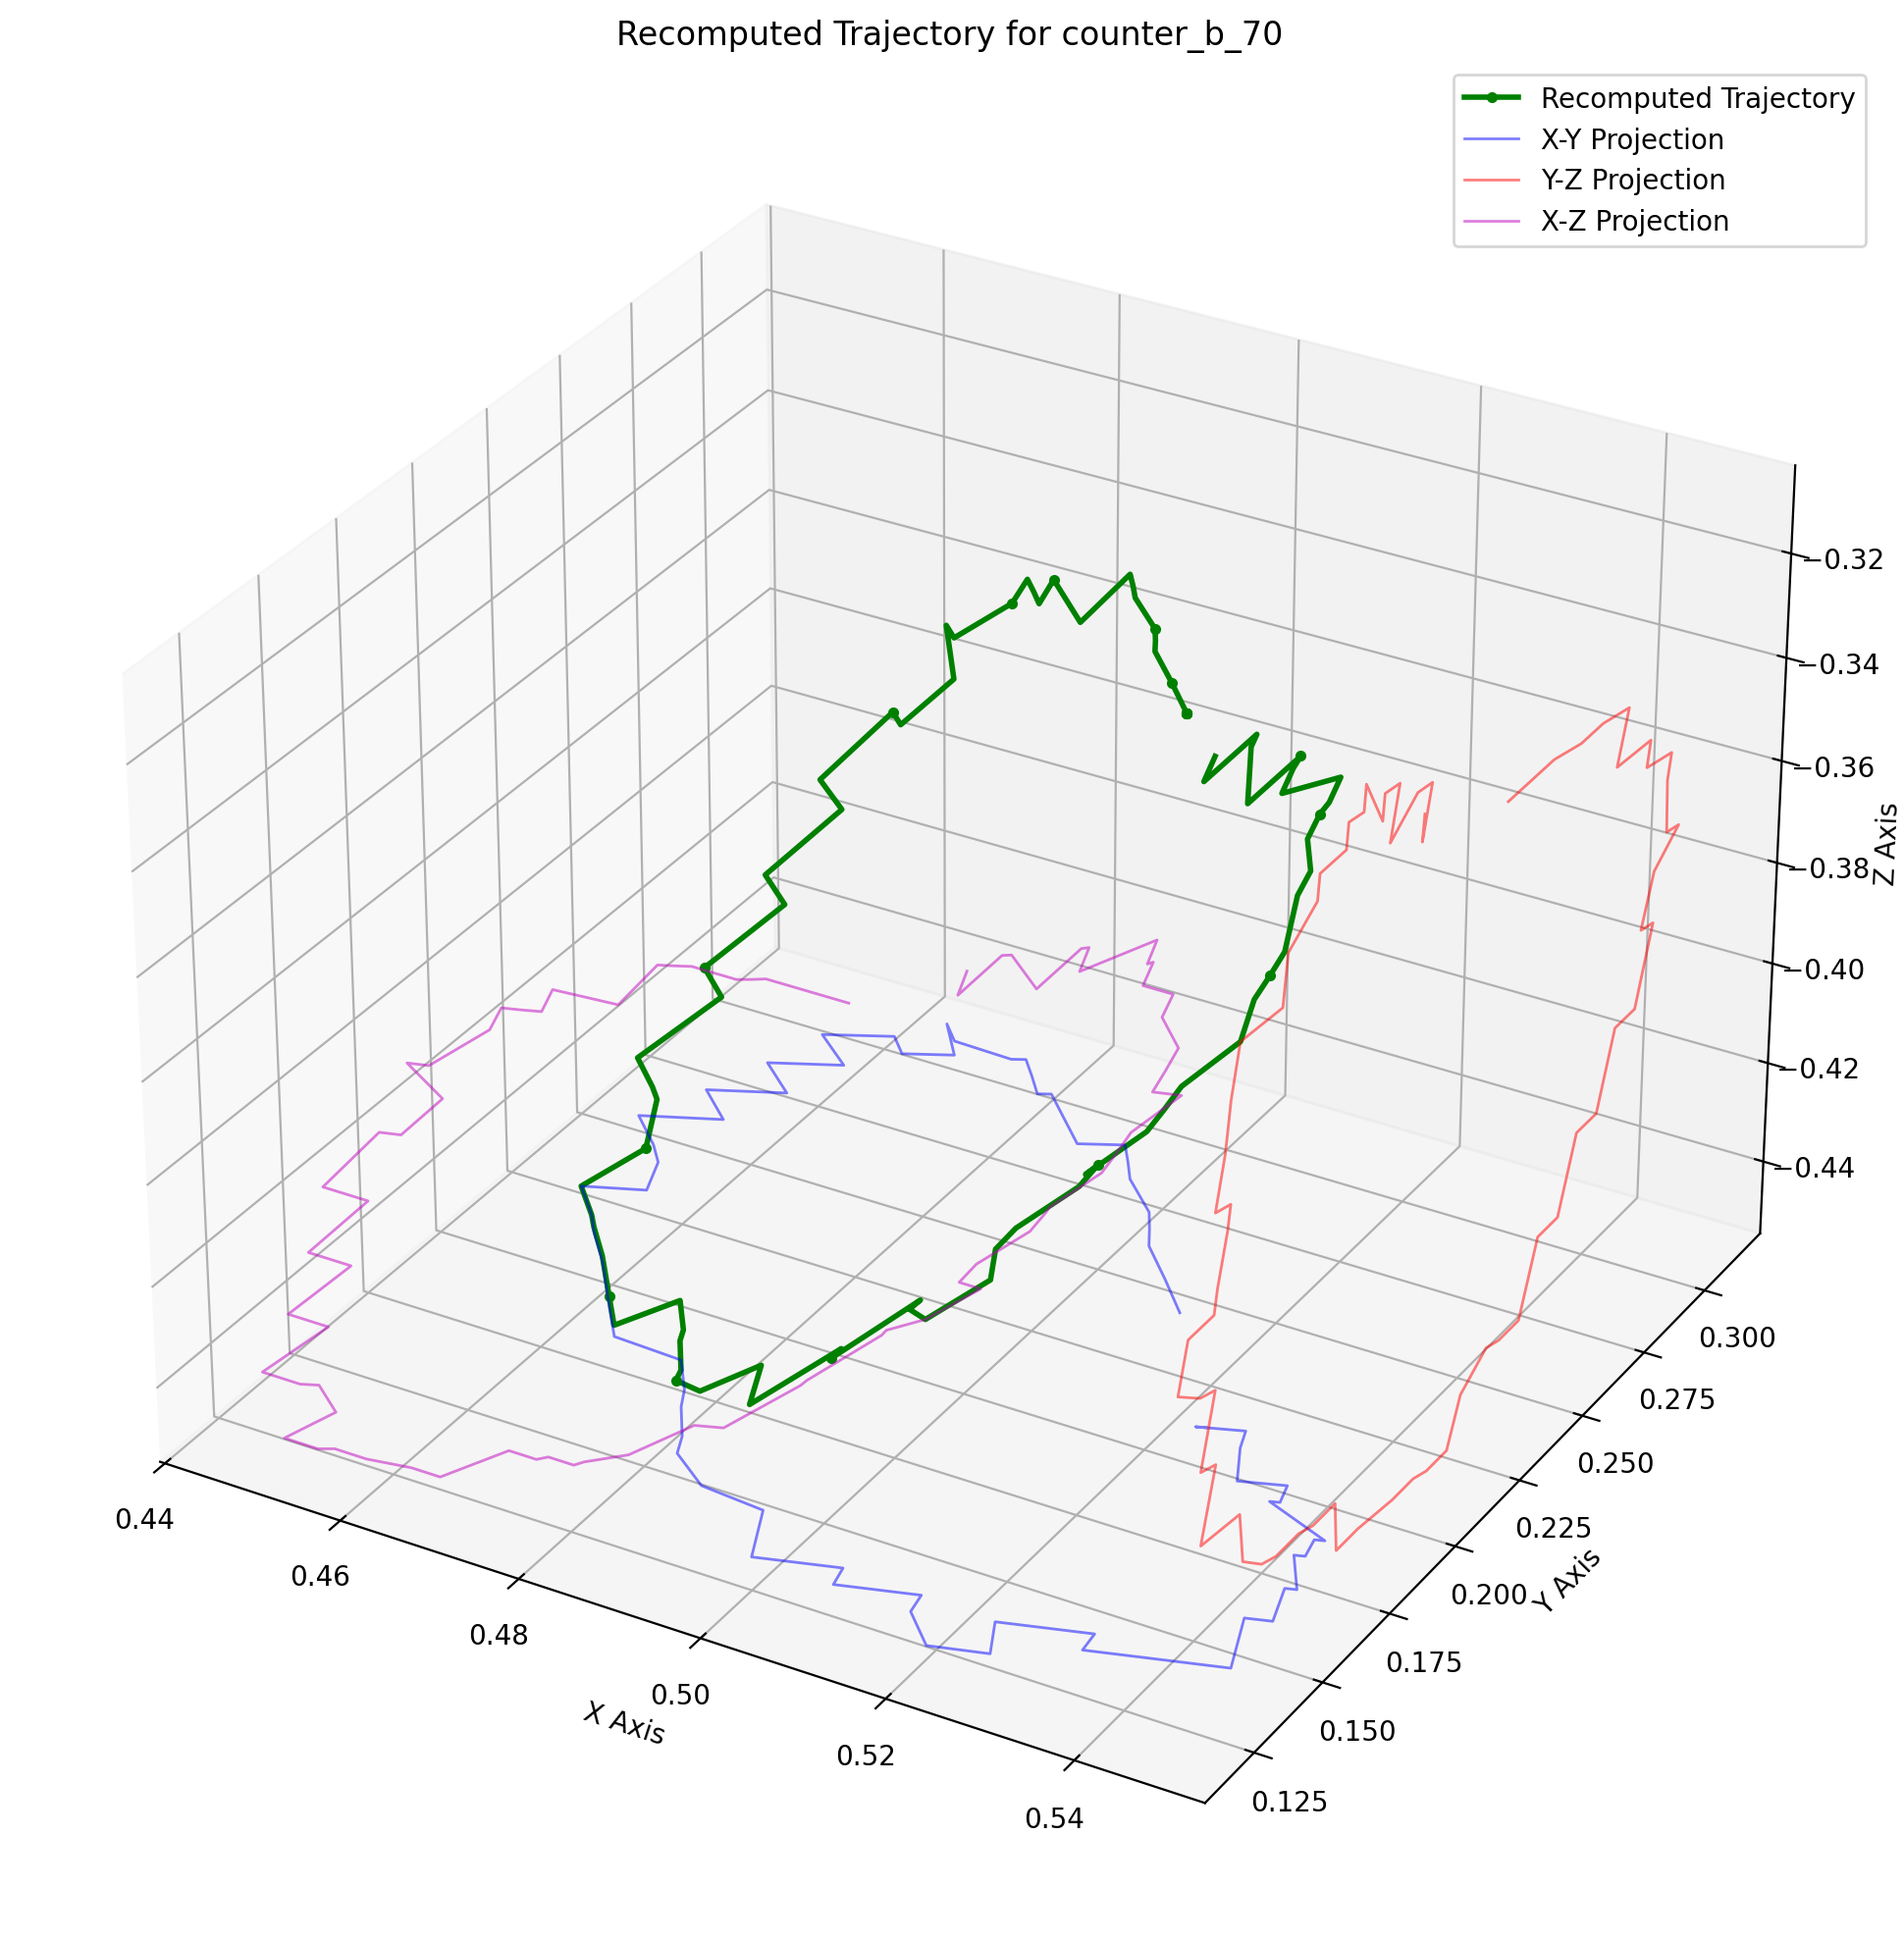 Recomputed Trajectory for counter_b_70
Recomputed Trajectory
X-Y Projection
Y-Z Projection
X-Z Projection
−0.32
−0.34
−0.36
−0.38
−0.40
−0.42
−0.44
Z Axis
0.300
0.275
0.250
0.225
0.200
0.175
0.150
0.125
Y Axis
0.44
0.46
0.48
0.50
0.52
0.54
X Axis